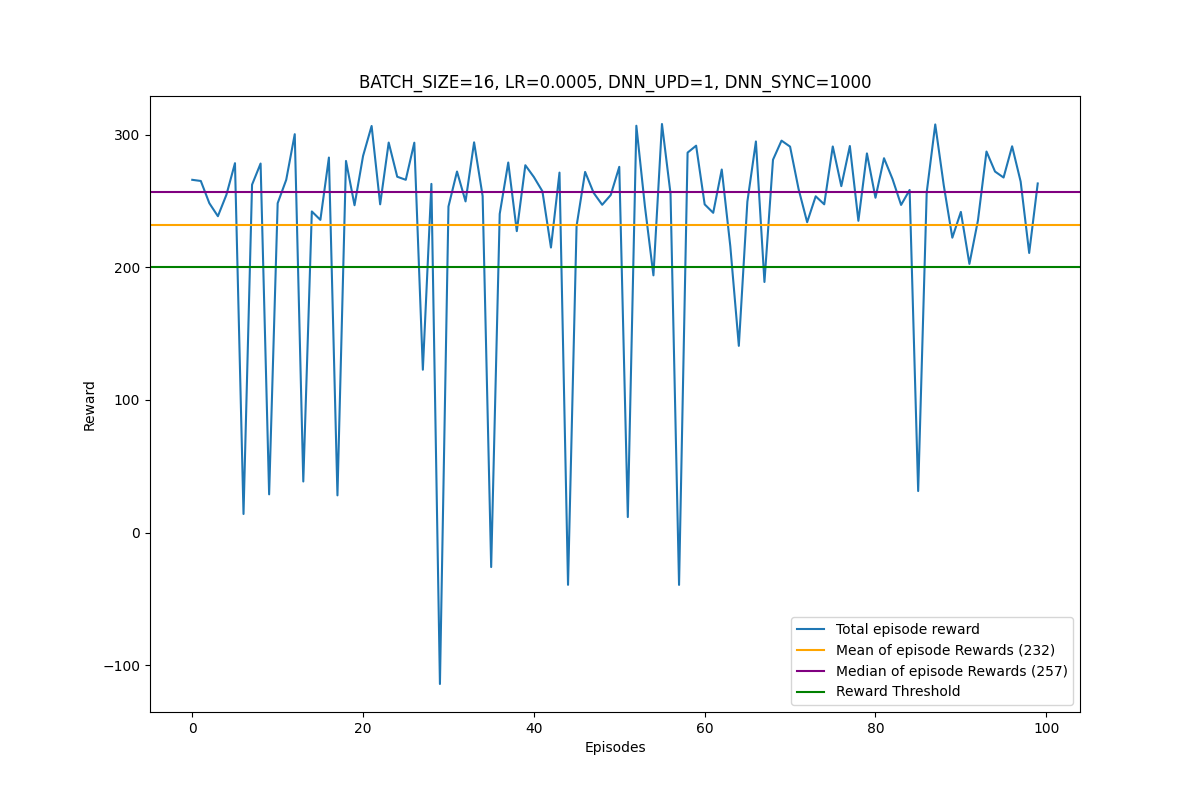 BATCH_SIZE=16, LR=0.0005, DNN_UPD=1, DNN_SYNC=1000
300
200
100
0
−100
Reward
0 20 40 60 80 100
Episodes
Total episode reward
Mean of episode Rewards (232)
Median of episode Rewards (257)
Reward Threshold